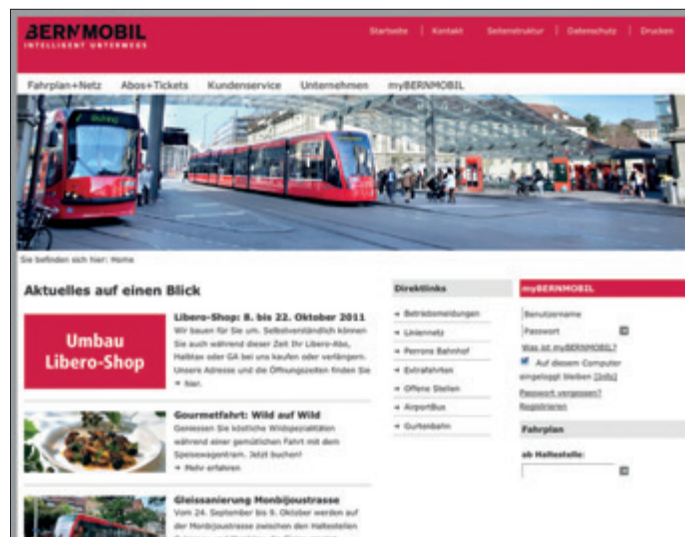 BERNMOBIL
INTELLIGENT UNTERWEGS
Startseite | Kontakt Seitenstruktur | Datenschutz | Drucken
Fahrplan+Netz Abos+Tickets Kundenservice Unternehmen myBERNMOBIL
Sie befinden sich hier: Home
Aktuelles auf einen Blick
Umbau
Libero-Shop
Libero-Shop: 8. bis 22. Oktober 2011
Wir bauen für Sie um. Selbstverständlich können
Sie auch während dieser Zeit Ihr Libero-Abo,
Halbtax oder GA bei uns kaufen oder verlängern.
Unsere Adresse und die Öffnungszeiten finden Sie
→ hier.
Gourmetfahrt: Wild auf Wild
Geniessen Sie köstliche Wildspezialitäten
während einer gemütlichen Fahrt mit dem
Speisewagentram. Jetzt buchen!
→ Mehr erfahren
Gleissanierung Monbijoustrasse
Vom 24. September bis 9. Oktober werden auf
der Monbijoustrasse zwischen den Haltestellen
Direktlinks
→ Betriebsmeldungen
→ Liniennetz
→ Perrons Bahnhof
→ Extrafahrten
→ Offene Stellen
→ AirportBus
→ Gurtenbahn
myBERNMOBIL
Benutzername
Passwort
Was ist myBERNMOBIL?
Auf diesem Computer
eingeloggt bleiben [Info]
Passwort vergessen?
Registrieren
Fahrplan
ab Haltestelle: